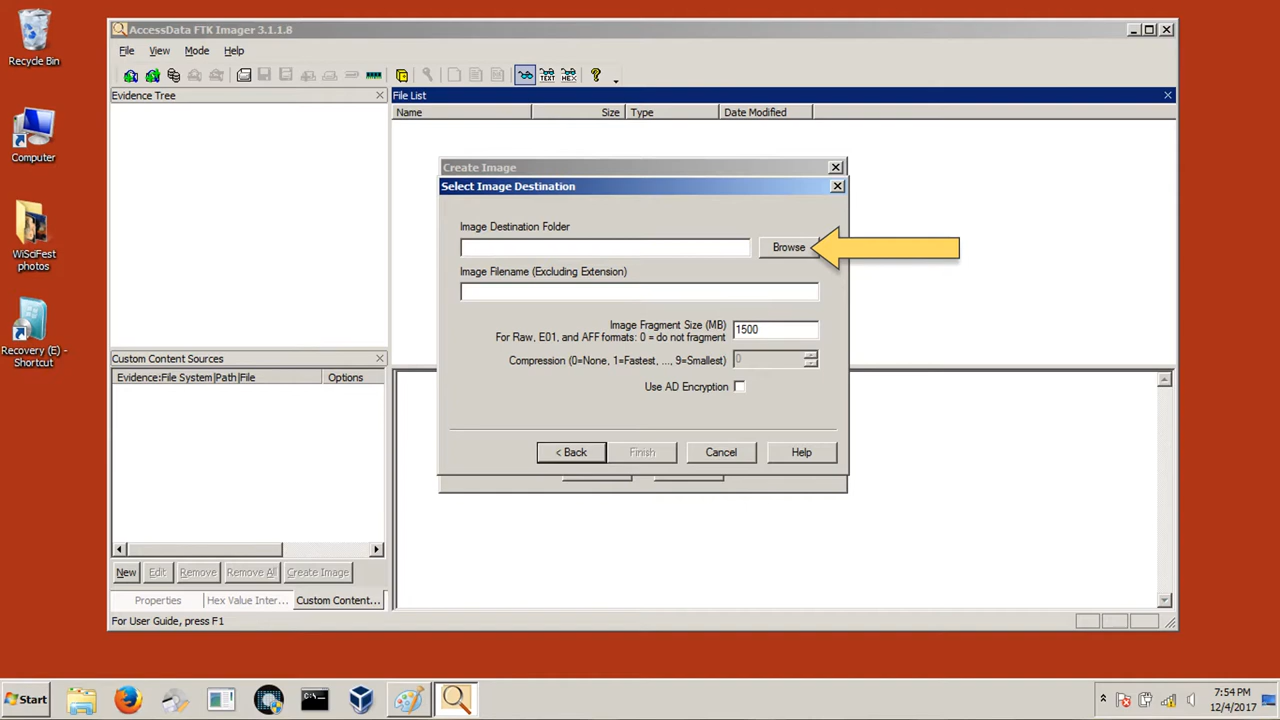 Recycle Bin
Computer
WiSciFest
photos
Recovery (E) -
Shortcut
AccessData FTK Imager 3.1.1.8
File View Mode Help
Evidence Tree
File List
Name Size Type Date Modified
Custom Content Sources
Evidence:File System|Path|File Options
New Edit Remove Remove All Create Image
Properties Hex Value Inter... Custom Content...
For User Guide, press F1
Create Image
Select Image Destination
Image Destination Folder
Browse
Image Filename (Excluding Extension)
Image Fragment Size (MB) 1500
For Raw, E01, and AFF formats: 0 = do not fragment
Compression (0=None, 1=Fastest, ..., 9=Smallest) 0
Use AD Encryption
< Back Finish Cancel Help
TEXT HEX
Start
C:\
7:54 PM
12/4/2017